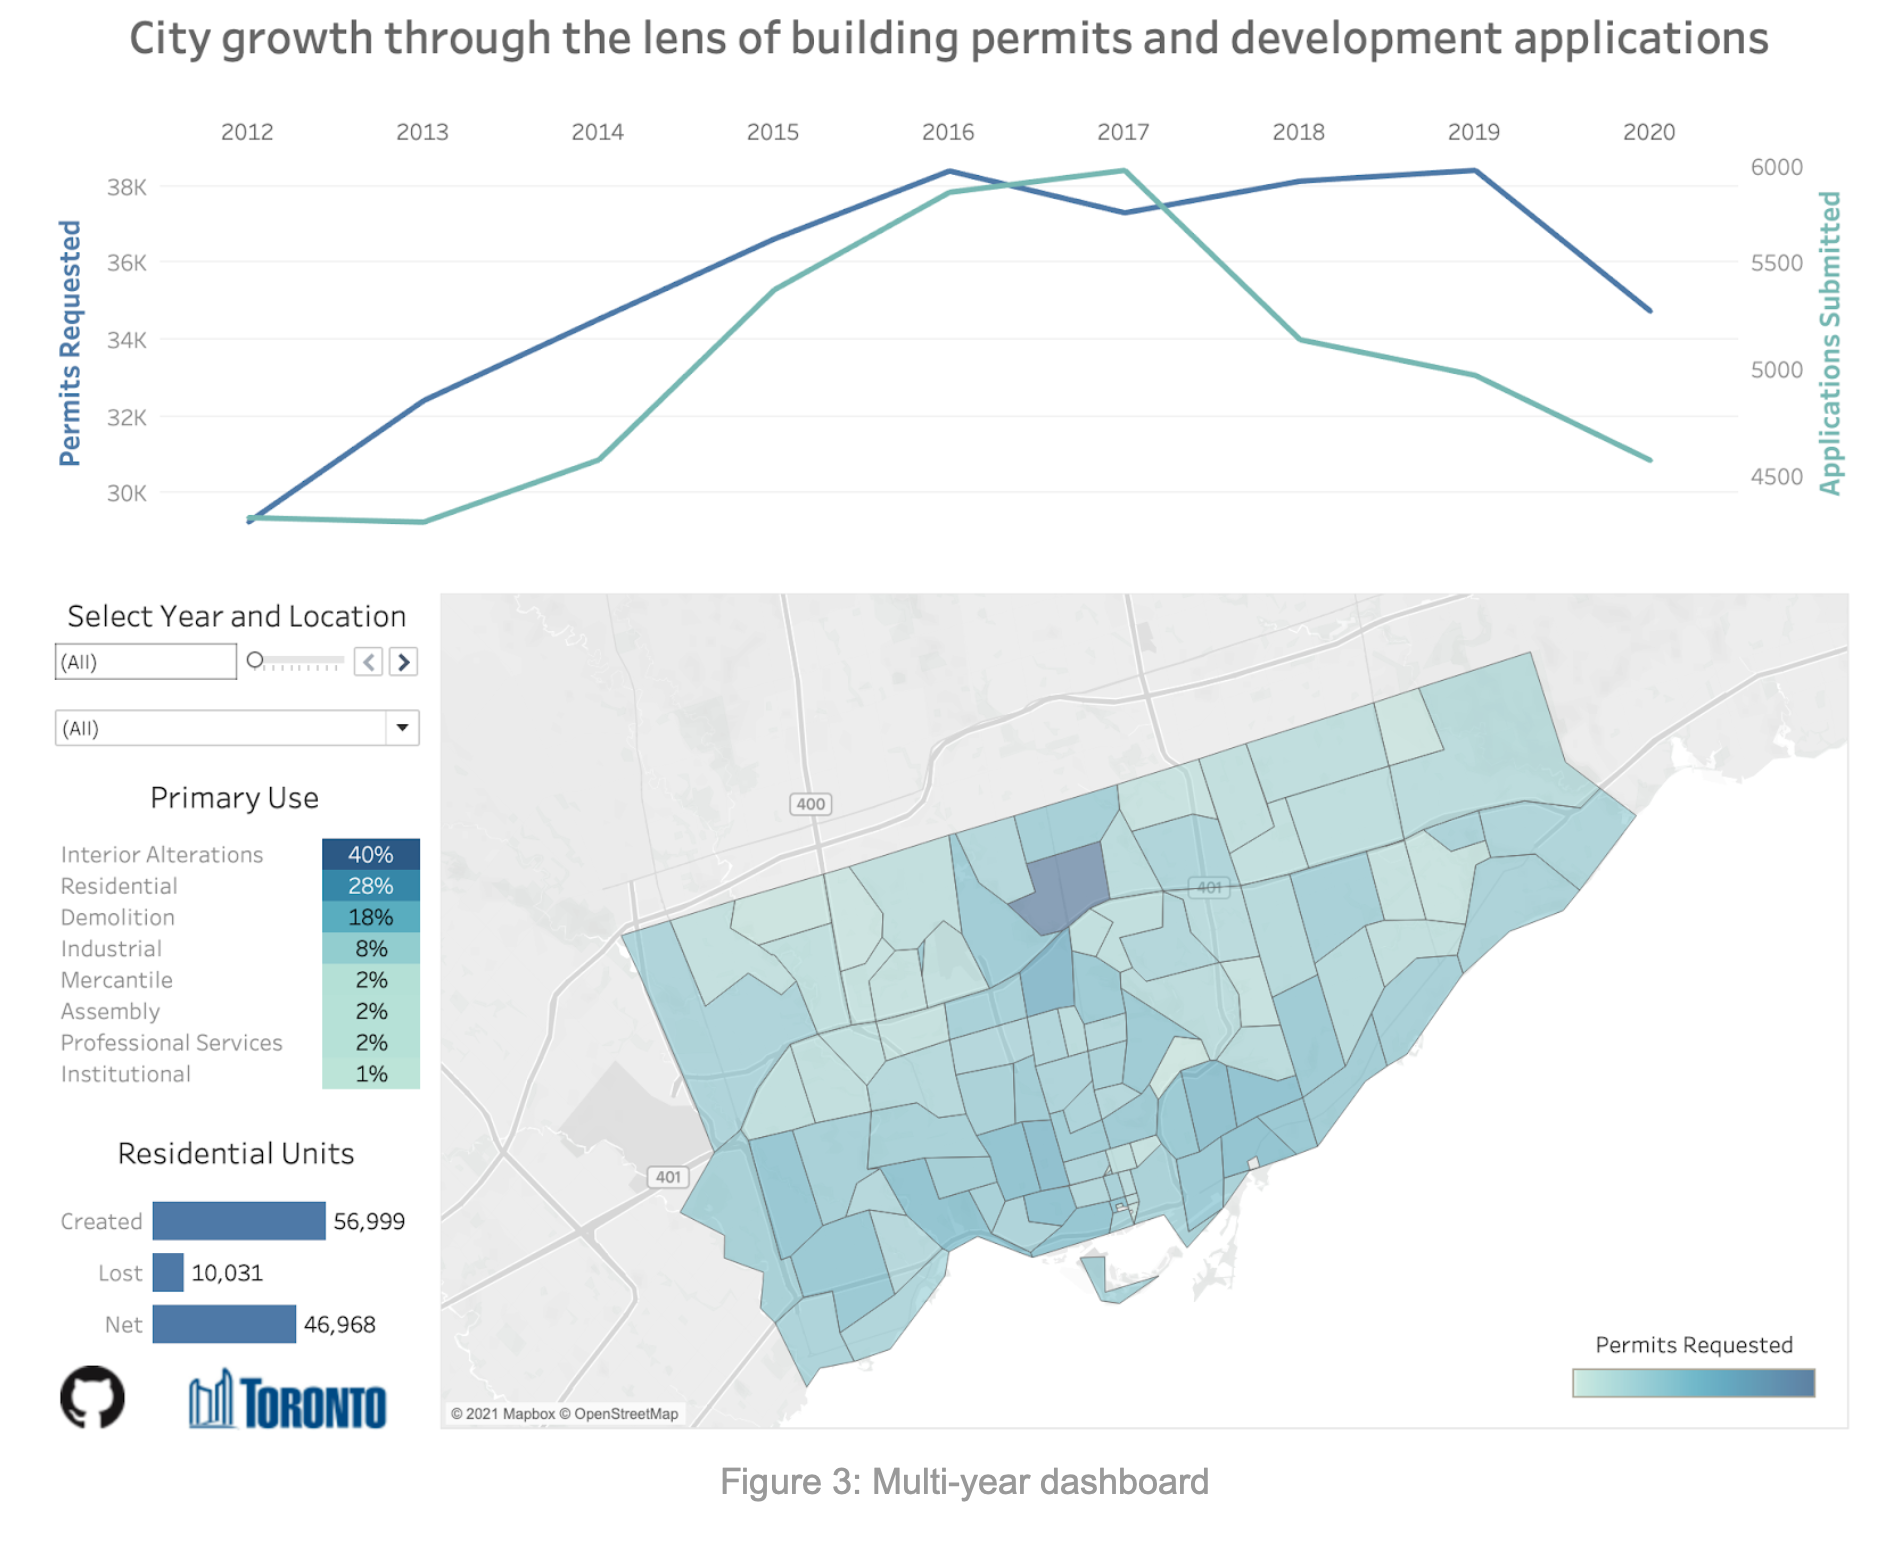 City growth through the lens of building permits and development applications
2012 2013 2014 2015 2016 2017 2018 2019 2020
Permits Requested
38K
36K
34K
32K
30K
6000
5500
5000
4500
Applications Submitted
Select Year and Location
(All)
(All)
Primary Use
Interior Alterations 40%
Residential 28%
Demolition 18%
Industrial 8%
Mercantile 2%
Assembly 2%
Professional Services 2%
Institutional 1%
Residential Units
Created 56,999
Lost 10,031
Net 46,968
TORONTO
400
401
401
Permits Requested
© 2021 Mapbox © OpenStreetMap
Figure 3: Multi-year dashboard